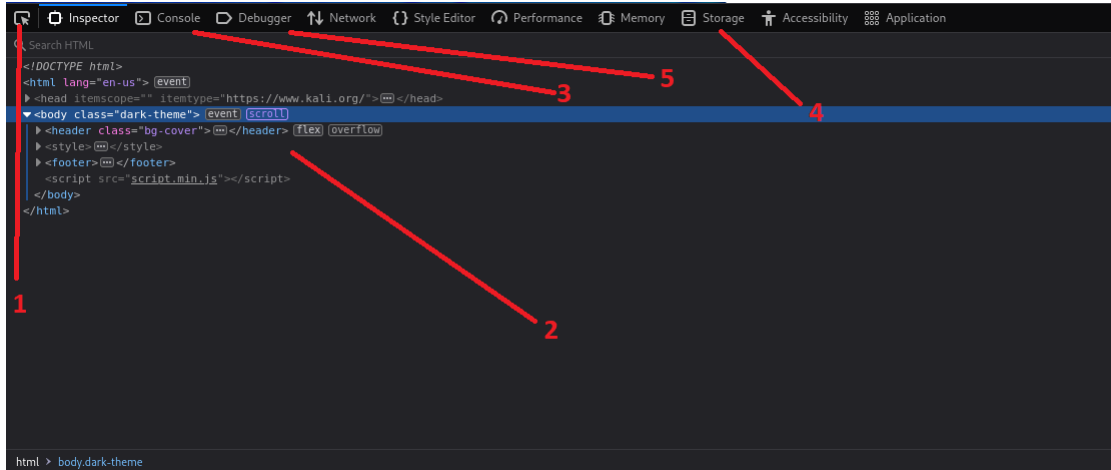 Inspector Console Debugger Network {} Style Editor Performance Memory Storage Accessibility Application
Search HTML
<!DOCTYPE html>
<html lang="en-us"> event
<head itemscope="" itemtype="https://www.kali.org/">…</head>
<body class="dark-theme"> event scroll
<header class="bg-cover">…</header> flex overflow
<style>…</style>
<footer>…</footer>
<script src="script.min.js"></script>
</body>
</html>
5
3
4
1
2
html > body.dark-theme